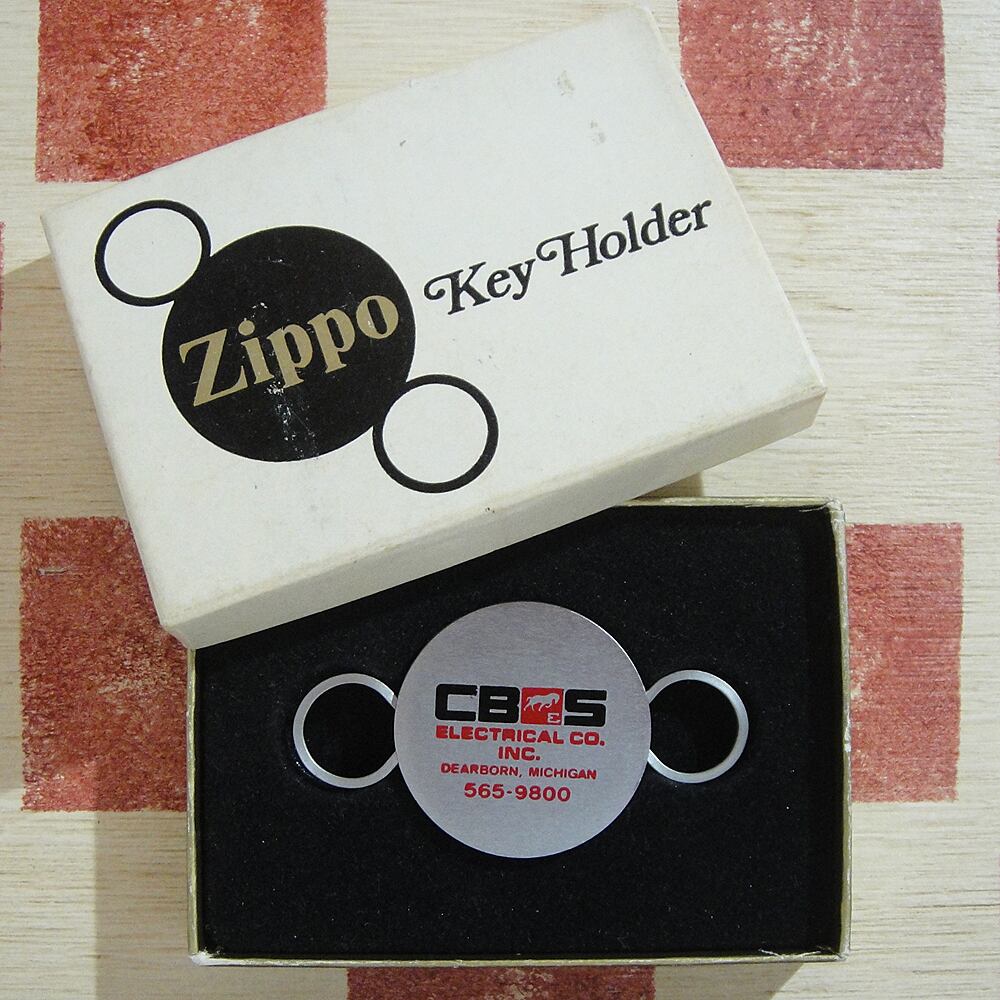 Zippo Key Holder
CB&S
ELECTRICAL CO.
INC.
DEARBORN, MICHIGAN
565-9800